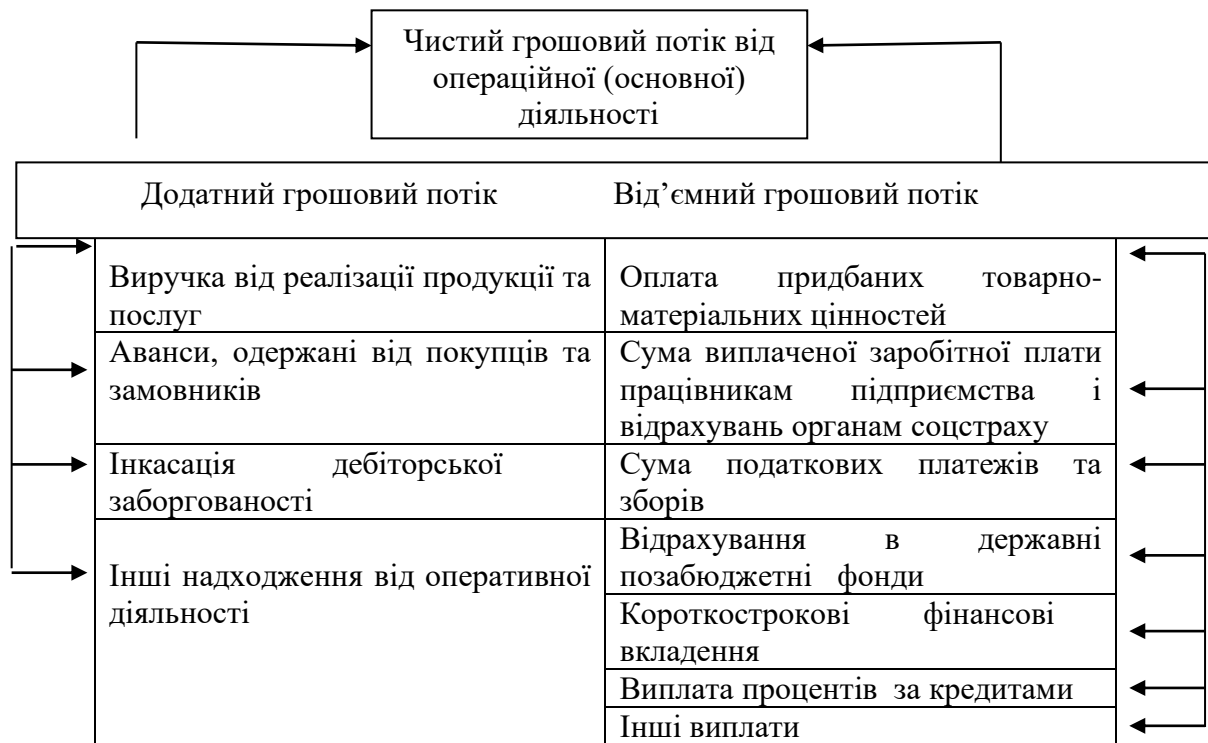 Чистий грошовий потік від
операційної (основної)
діяльності
Додатний грошовий потік Від’ємний грошовий потік
Виручка від реалізації продукції та
послуг
Оплата придбаних товарно-
матеріальних цінностей
Аванси, одержані від покупців та
замовників
Сума виплаченої заробітної плати
працівникам підприємства і
відрахувань органам соцстраху
Інкасація дебіторської
заборгованості
Сума податкових платежів та
зборів
Інші надходження від оперативної
діяльності
Відрахування в державні
позабюджетні фонди
Короткострокові фінансові
вкладення
Виплата процентів за кредитами
Інші виплати